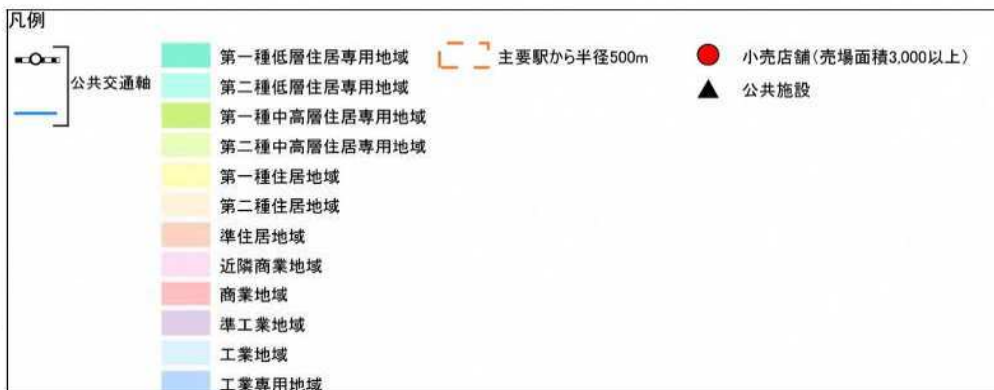 凡例
公共交通軸
第一種低層住居専用地域
第二種低層住居専用地域
第一種中高層住居専用地域
第二種中高層住居専用地域
第一種住居地域
第二種住居地域
準住居地域
近隣商業地域
商業地域
準工業地域
工業地域
工業専用地域
主要駅から半径500m
小売店舗(売場面積3,000以上)
公共施設